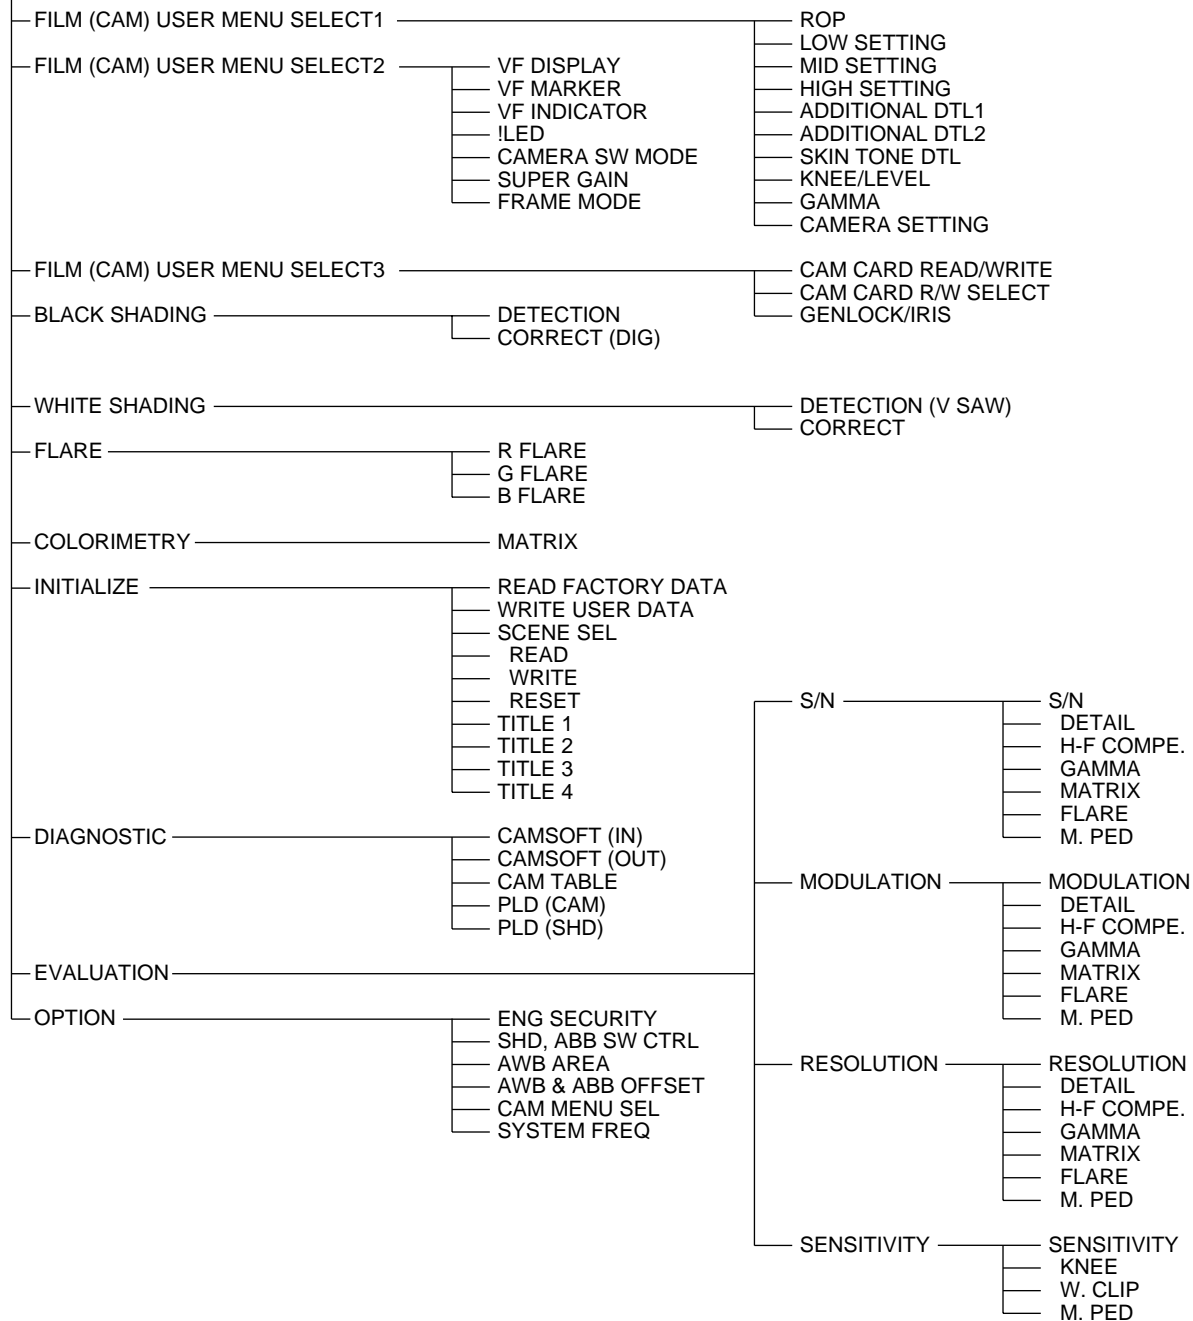 FILM (CAM) USER MENU SELECT1
ROP
LOW SETTING
MID SETTING
HIGH SETTING
ADDITIONAL DTL1
ADDITIONAL DTL2
SKIN TONE DTL
KNEE/LEVEL
GAMMA
CAMERA SETTING
FILM (CAM) USER MENU SELECT2
VF DISPLAY
VF MARKER
VF INDICATOR
!LED
CAMERA SW MODE
SUPER GAIN
FRAME MODE
FILM (CAM) USER MENU SELECT3
CAM CARD READ/WRITE
CAM CARD R/W SELECT
GENLOCK/IRIS
BLACK SHADING
DETECTION
CORRECT (DIG)
WHITE SHADING
DETECTION (V SAW)
CORRECT
FLARE
R FLARE
G FLARE
B FLARE
COLORIMETRY
MATRIX
INITIALIZE
READ FACTORY DATA
WRITE USER DATA
SCENE SEL
READ
WRITE
RESET
TITLE 1
TITLE 2
TITLE 3
TITLE 4
DIAGNOSTIC
CAMSOFT (IN)
CAMSOFT (OUT)
CAM TABLE
PLD (CAM)
PLD (SHD)
EVALUATION
S/N
S/N
DETAIL
H-F COMPE.
GAMMA
MATRIX
FLARE
M. PED
MODULATION
MODULATION
DETAIL
H-F COMPE.
GAMMA
MATRIX
FLARE
M. PED
RESOLUTION
RESOLUTION
DETAIL
H-F COMPE.
GAMMA
MATRIX
FLARE
M. PED
SENSITIVITY
SENSITIVITY
KNEE
W. CLIP
M. PED
OPTION
ENG SECURITY
SHD, ABB SW CTRL
AWB AREA
AWB & ABB OFFSET
CAM MENU SEL
SYSTEM FREQ